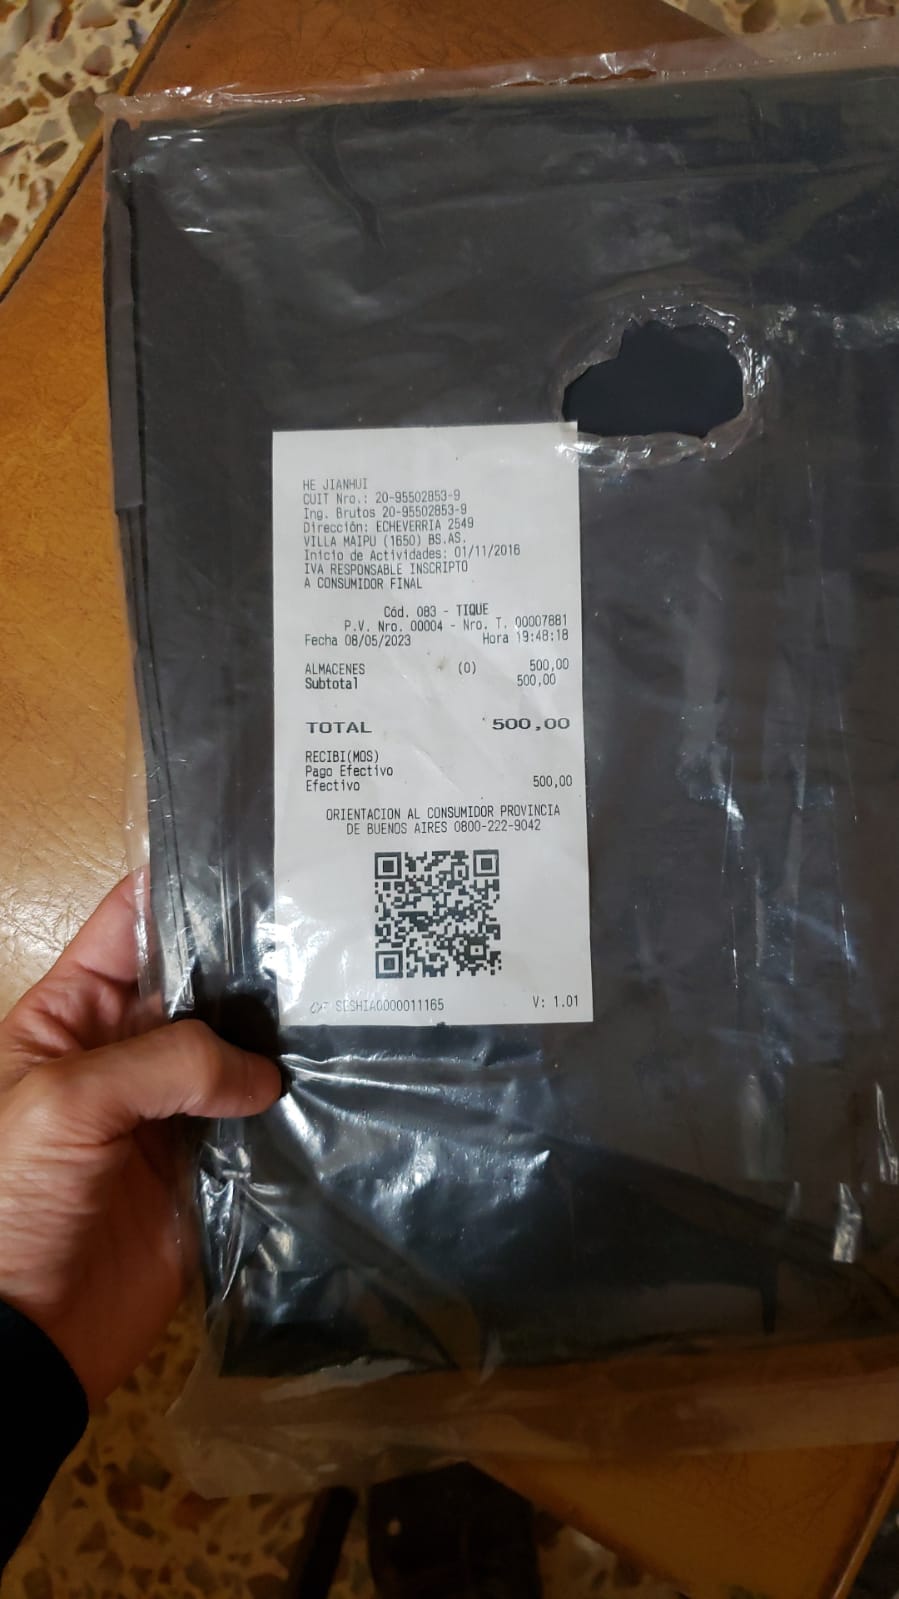 HE JIANHUI
CUIT Nro.: 20-95502853-9
Ing. Brutos 20-95502853-9
Dirección: ECHEVERRIA 2549
VILLA MAIPU (1650) BS.AS.
Inicio de Actividades: 01/11/2016
IVA RESPONSABLE INSCRIPTO
A CONSUMIDOR FINAL
Cód. 083 - TIQUE
P.V. Nro. 00004 - Nro. T. 00007881
Fecha 08/05/2023 Hora 19:48:18
ALMACENES (0) 500,00
Subtotal 500,00
TOTAL 500,00
RECIBI(MOS)
Pago Efectivo
Efectivo 500,00
ORIENTACION AL CONSUMIDOR PROVINCIA
DE BUENOS AIRES 0800-222-9042
SESHIA0000011165 V: 1.01